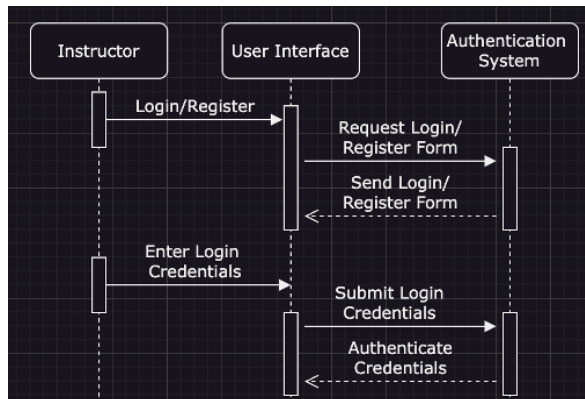 Instructor
User Interface
Authentication
System
Login/Register
Request Login/
Register Form
Send Login/
Register Form
Enter Login
Credentials
Submit Login
Credentials
Authenticate
Credentials